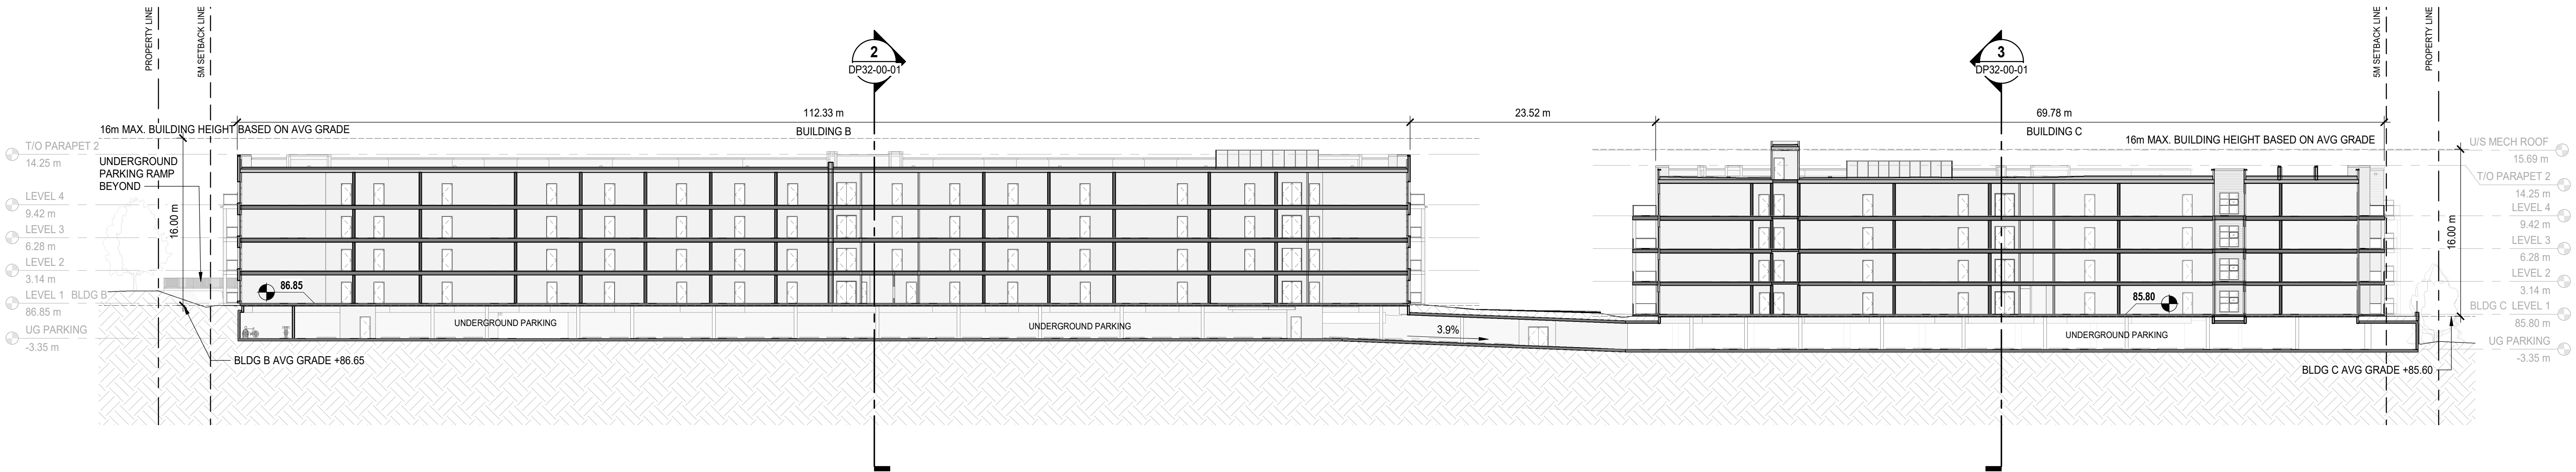 PROPERTY LINE
5M SETBACK LINE
2
DP32-00-01
3
DP32-00-01
5M SETBACK LINE
PROPERTY LINE
112.33 m
23.52 m
69.78 m
16m MAX. BUILDING HEIGHT BASED ON AVG GRADE
BUILDING B
BUILDING C
16m MAX. BUILDING HEIGHT BASED ON AVG GRADE
T/O PARAPET 2
14.25 m
UNDERGROUND
PARKING RAMP
BEYOND
LEVEL 4
9.42 m
LEVEL 3
6.28 m
LEVEL 2
3.14 m
LEVEL 1 BLDG B
86.85 m
UG PARKING
-3.35 m
16.00 m
86.85
UNDERGROUND PARKING
UNDERGROUND PARKING
BLDG B AVG GRADE +86.65
3.9%
85.80
UNDERGROUND PARKING
16.00 m
U/S MECH ROOF
15.69 m
T/O PARAPET 2
14.25 m
LEVEL 4
9.42 m
LEVEL 3
6.28 m
LEVEL 2
3.14 m
BLDG C LEVEL 1
85.80 m
UG PARKING
-3.35 m
BLDG C AVG GRADE +85.60